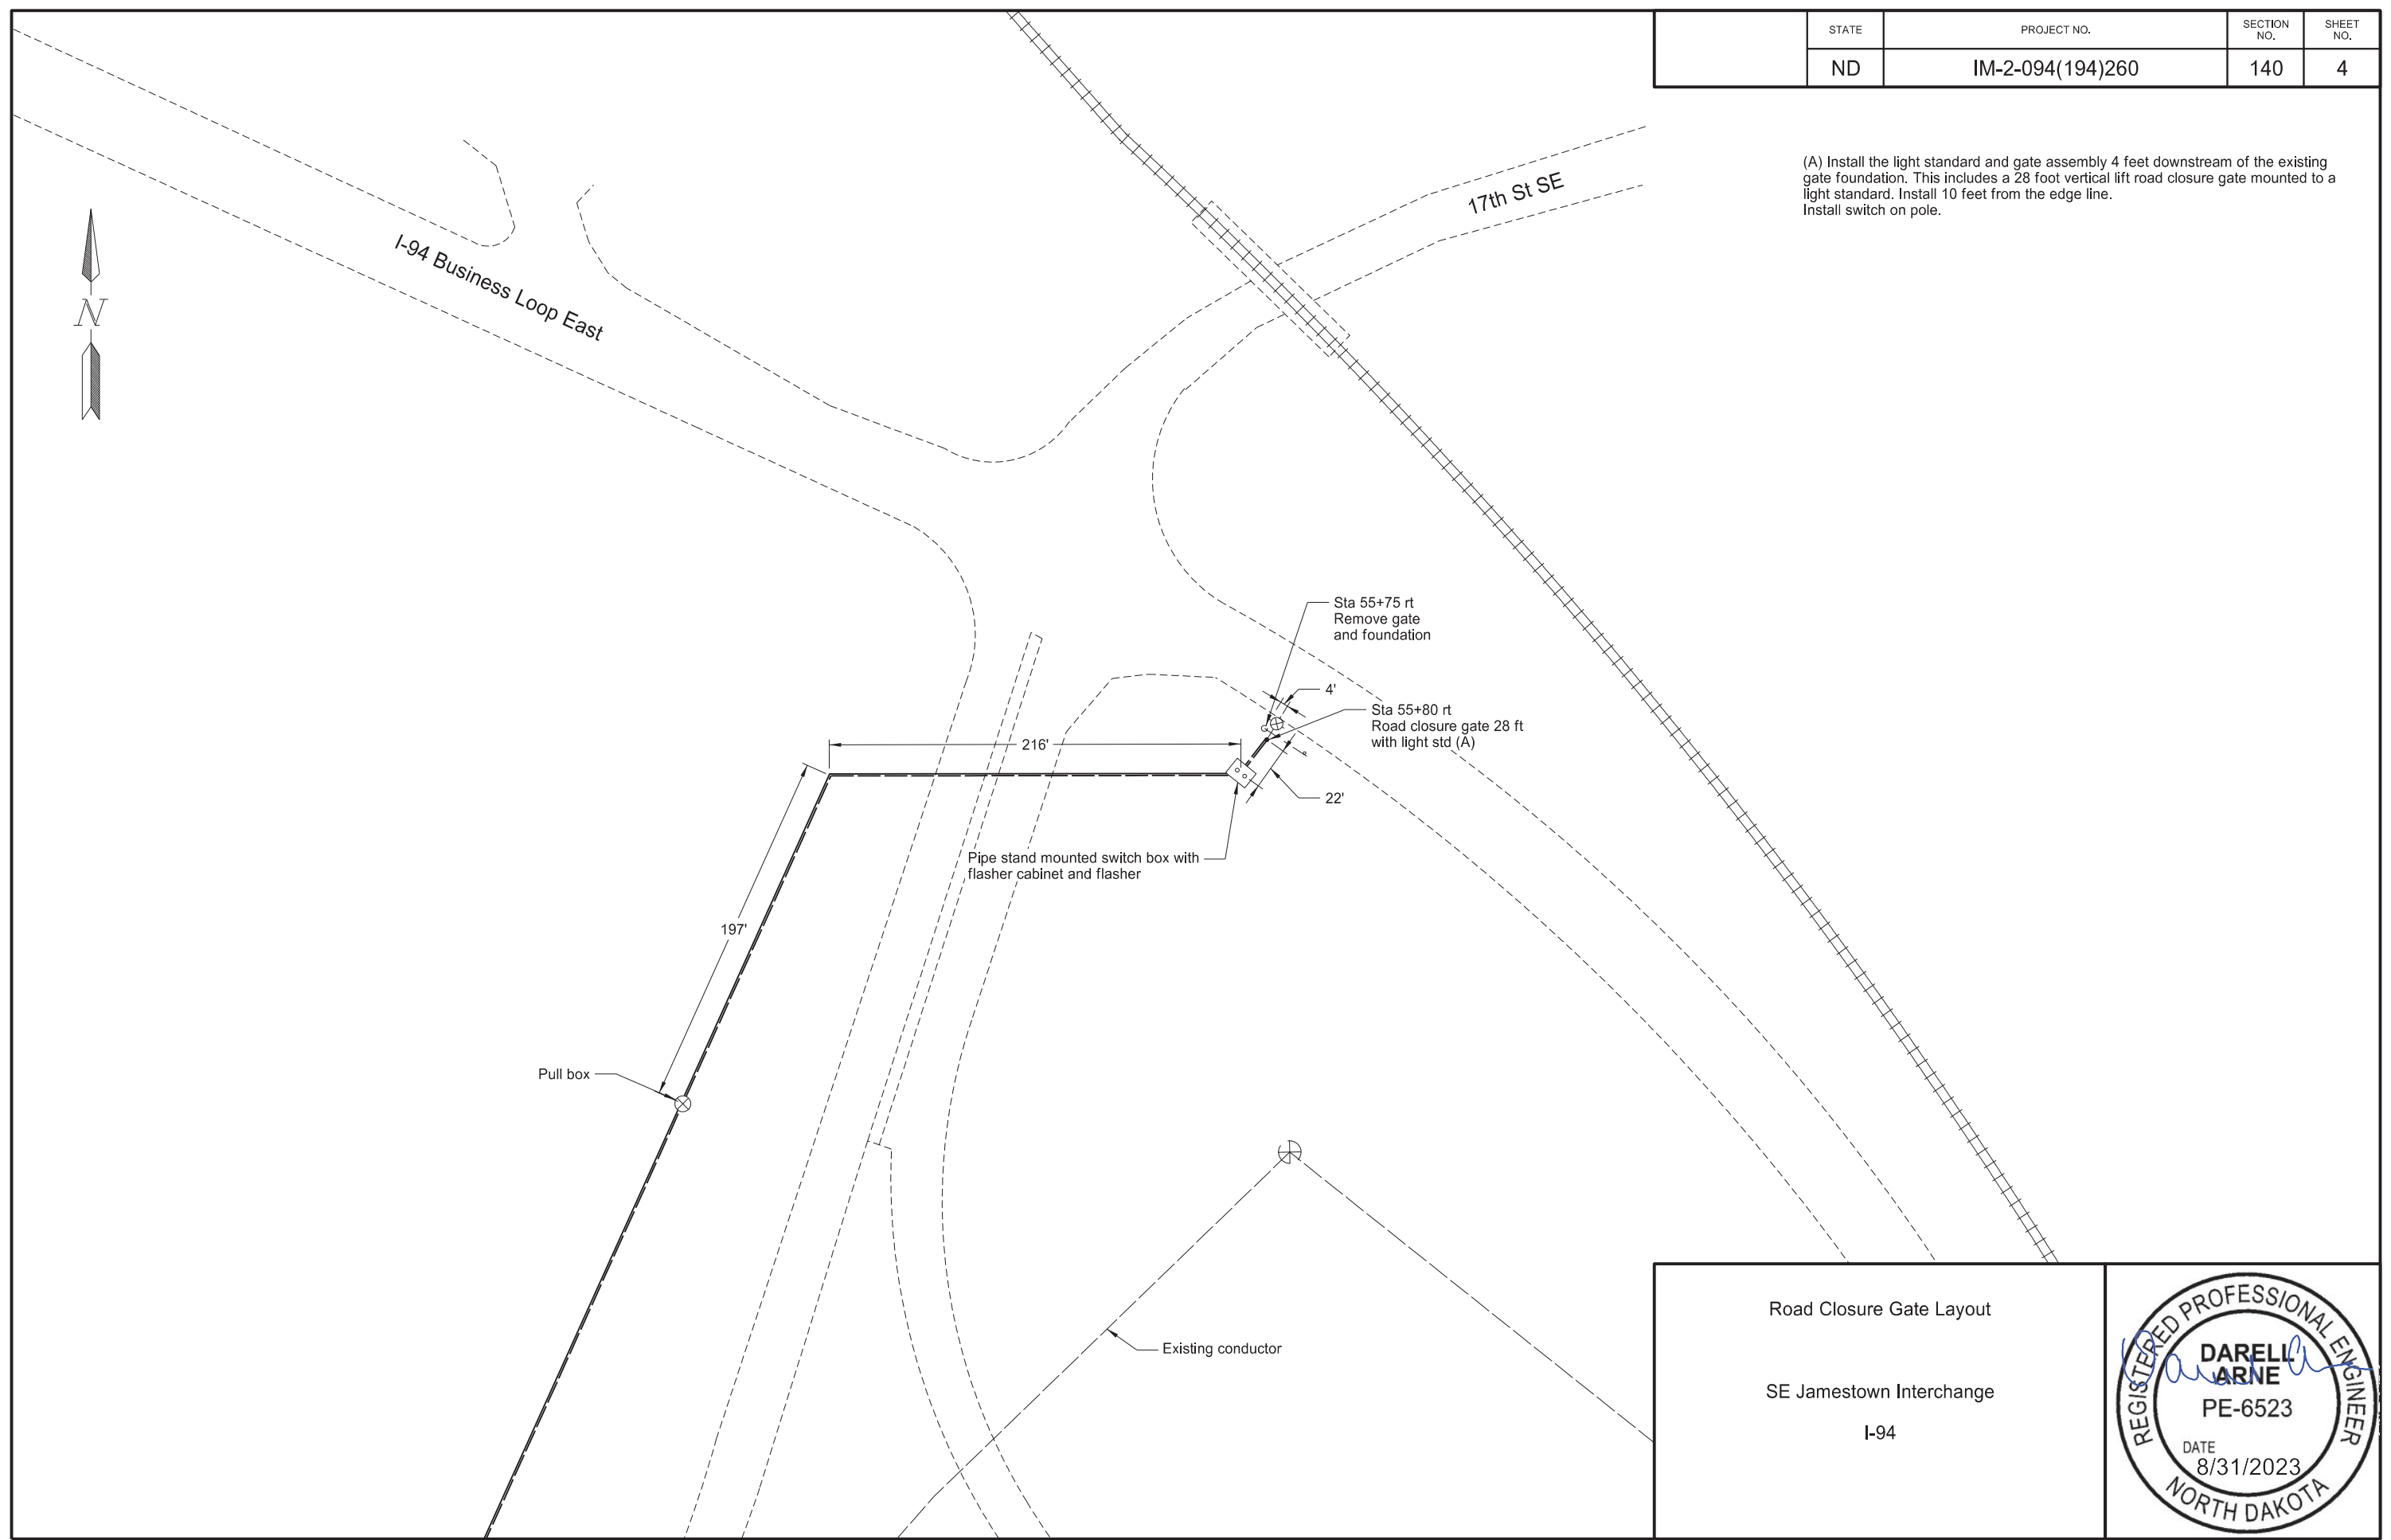 STATE
PROJECT NO.
SECTION
NO.
SHEET
NO.
ND
IM-2-094(194)260
140
4
(A) Install the light standard and gate assembly 4 feet downstream of the existing
gate foundation. This includes a 28 foot vertical lift road closure gate mounted to a
light standard. Install 10 feet from the edge line.
Install switch on pole.
17th St SE
I-94 Business Loop East
N
Sta 55+75 rt
Remove gate
and foundation
4'
Sta 55+80 rt
Road closure gate 28 ft
with light std (A)
216'
22'
Pipe stand mounted switch box with
flasher cabinet and flasher
197'
Pull box
Existing conductor
Road Closure Gate Layout
SE Jamestown Interchange
I-94
REGISTERED PROFESSIONAL ENGINEER
DARELL
ARNE
PE-6523
DATE
8/31/2023
NORTH DAKOTA